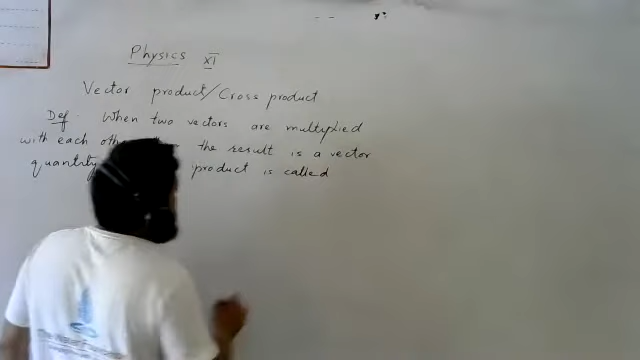 Physics XI
Vector product/Cross product
Def. When two vectors are multiplied
with each the result is a vector
quantity product is called